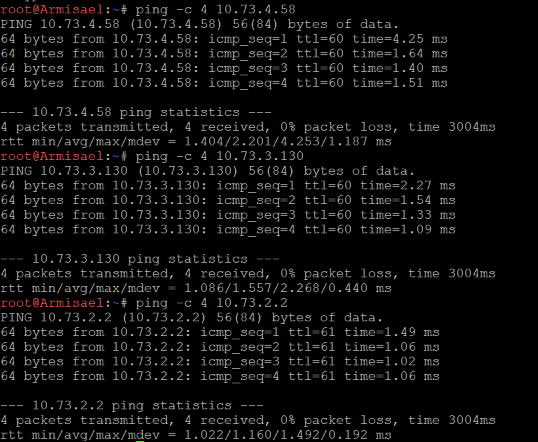 root@Armisael:~# ping -c 4 10.73.4.58
PING 10.73.4.58 (10.73.4.58) 56(84) bytes of data.
64 bytes from 10.73.4.58: icmp_seq=1 ttl=60 time=4.25 ms
64 bytes from 10.73.4.58: icmp_seq=2 ttl=60 time=1.64 ms
64 bytes from 10.73.4.58: icmp_seq=3 ttl=60 time=1.40 ms
64 bytes from 10.73.4.58: icmp_seq=4 ttl=60 time=1.51 ms
--- 10.73.4.58 ping statistics ---
4 packets transmitted, 4 received, 0% packet loss, time 3004ms
rtt min/avg/max/mdev = 1.404/2.201/4.253/1.187 ms
root@Armisael:~# ping -c 4 10.73.3.130
PING 10.73.3.130 (10.73.3.130) 56(84) bytes of data.
64 bytes from 10.73.3.130: icmp_seq=1 ttl=60 time=2.27 ms
64 bytes from 10.73.3.130: icmp_seq=2 ttl=60 time=1.54 ms
64 bytes from 10.73.3.130: icmp_seq=3 ttl=60 time=1.33 ms
64 bytes from 10.73.3.130: icmp_seq=4 ttl=60 time=1.09 ms
--- 10.73.3.130 ping statistics ---
4 packets transmitted, 4 received, 0% packet loss, time 3004ms
rtt min/avg/max/mdev = 1.086/1.557/2.268/0.440 ms
root@Armisael:~# ping -c 4 10.73.2.2
PING 10.73.2.2 (10.73.2.2) 56(84) bytes of data.
64 bytes from 10.73.2.2: icmp_seq=1 ttl=61 time=1.49 ms
64 bytes from 10.73.2.2: icmp_seq=2 ttl=61 time=1.06 ms
64 bytes from 10.73.2.2: icmp_seq=3 ttl=61 time=1.02 ms
64 bytes from 10.73.2.2: icmp_seq=4 ttl=61 time=1.06 ms
--- 10.73.2.2 ping statistics ---
4 packets transmitted, 4 received, 0% packet loss, time 3004ms
rtt min/avg/max/mdev = 1.022/1.160/1.492/0.192 ms